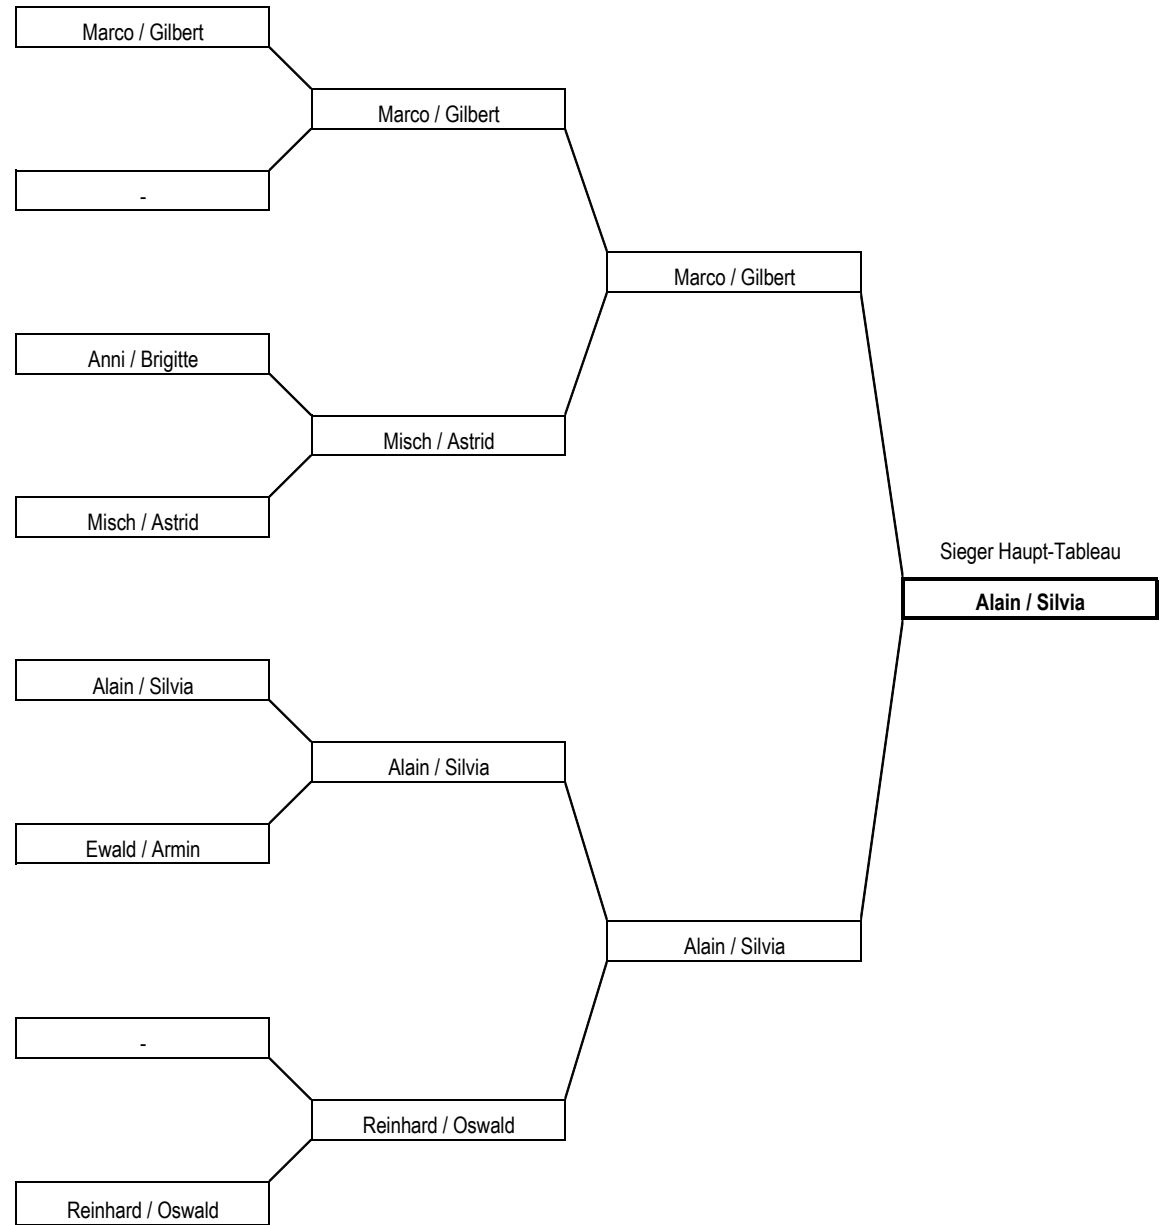 Marco / Gilbert
Marco / Gilbert
-
Marco / Gilbert
Anni / Brigitte
Misch / Astrid
Misch / Astrid
Sieger Haupt-Tableau
Alain / Silvia
Alain / Silvia
Alain / Silvia
Ewald / Armin
Alain / Silvia
-
Reinhard / Oswald
Reinhard / Oswald